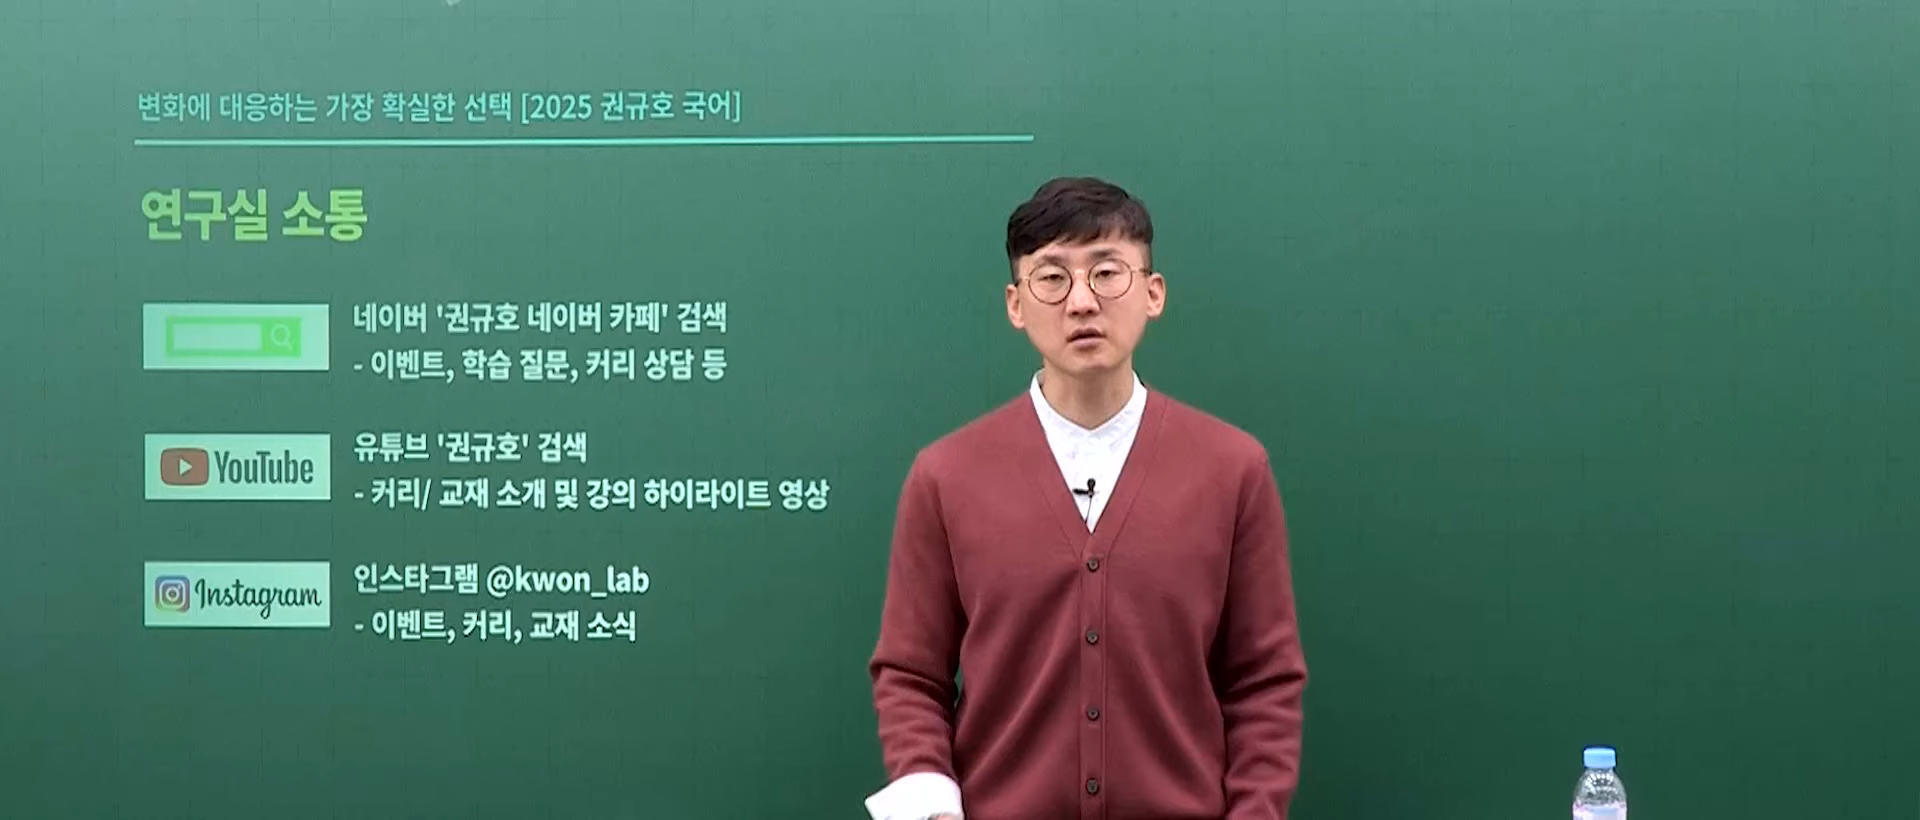 변화에 대응하는 가장 확실한 선택 [2025 권규호 국어]
연구실 소통
네이버 '권규호 네이버 카페' 검색
- 이벤트, 학습 질문, 커리 상담 등
YouTube
유튜브 '권규호' 검색
- 커리/ 교재 소개 및 강의 하이라이트 영상
Instagram
인스타그램 @kwon_lab
- 이벤트, 커리, 교재 소식